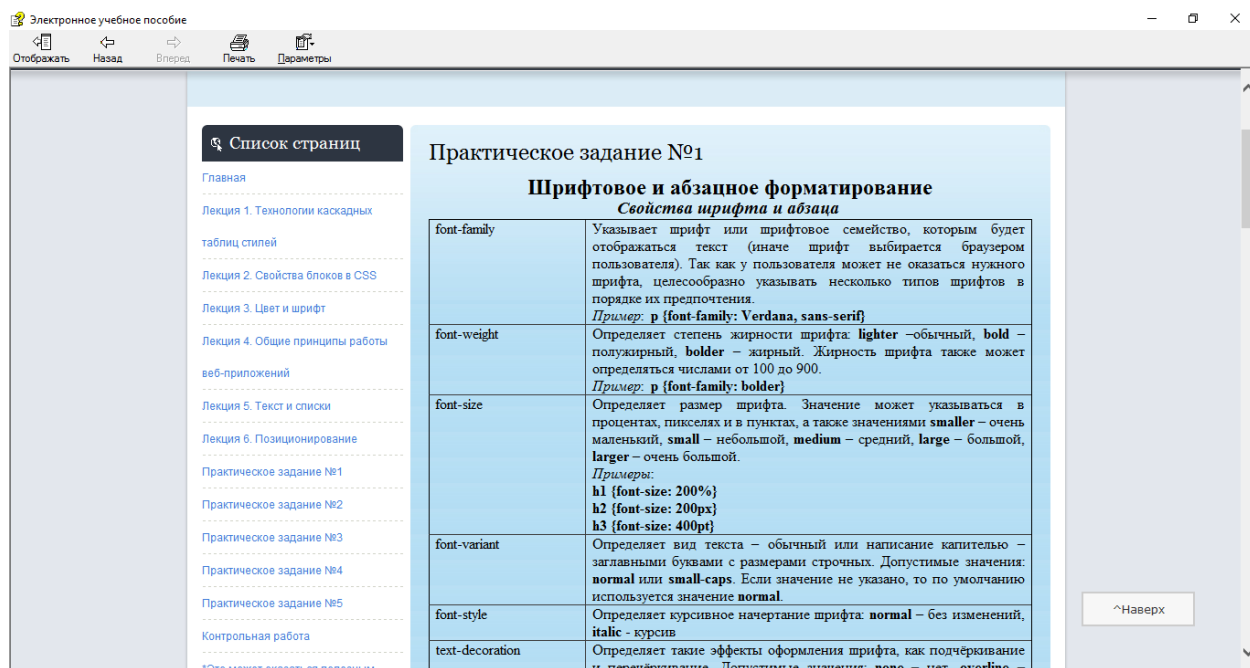 Электронное учебное пособие
Отображать Назад Вперед Печать Параметры
Список страниц
Главная
Лекция 1. Технологии каскадных
таблиц стилей
Лекция 2. Свойства блоков в CSS
Лекция 3. Цвет и шрифт
Лекция 4. Общие принципы работы
веб-приложений
Лекция 5. Текст и списки
Лекция 6. Позиционирование
Практическое задание №1
Практическое задание №2
Практическое задание №3
Практическое задание №4
Практическое задание №5
Контрольная работа
Практическое задание №1
Шрифтовое и абзацное форматирование
Свойства шрифта и абзаца
font-family
Указывает шрифт или шрифтовое семейство, которым будет
отображаться текст (иначе шрифт выбирается браузером
пользователя). Так как у пользователя может не оказаться нужного
шрифта, целесообразно указывать несколько типов шрифтов в
порядке их предпочтения.
Пример: p {font-family: Verdana, sans-serif}
font-weight
Определяет степень жирности шрифта: lighter –обычный, bold –
полужирный, bolder – жирный. Жирность шрифта также может
определяться числами от 100 до 900.
Пример: p {font-family: bolder}
font-size
Определяет размер шрифта. Значение может указываться в
процентах, пикселях и в пунктах, а также значениями smaller – очень
маленький, small – небольшой, medium – средний, large – большой,
larger – очень большой.
Примеры:
h1 {font-size: 200%}
h2 {font-size: 200px}
h3 {font-size: 400pt}
font-variant
Определяет вид текста – обычный или написание капителью –
заглавными буквами с размерами строчных. Допустимые значения:
normal или small-caps. Если значение не указано, то по умолчанию
используется значение normal.
font-style
Определяет курсивное начертание шрифта: normal – без изменений,
italic - курсив
text-decoration
Определяет такие эффекты оформления шрифта, как подчёркивание
^Наверх